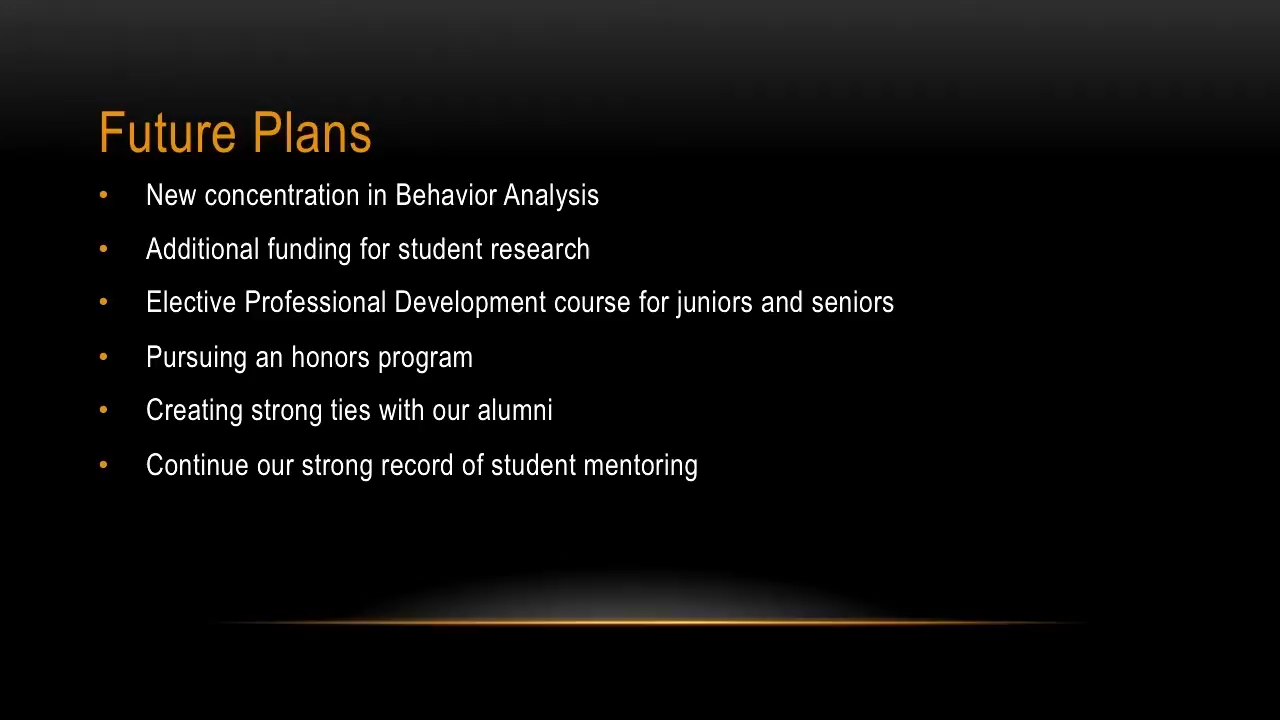 Future Plans
• New concentration in Behavior Analysis
• Additional funding for student research
• Elective Professional Development course for juniors and seniors
• Pursuing an honors program
• Creating strong ties with our alumni
• Continue our strong record of student mentoring